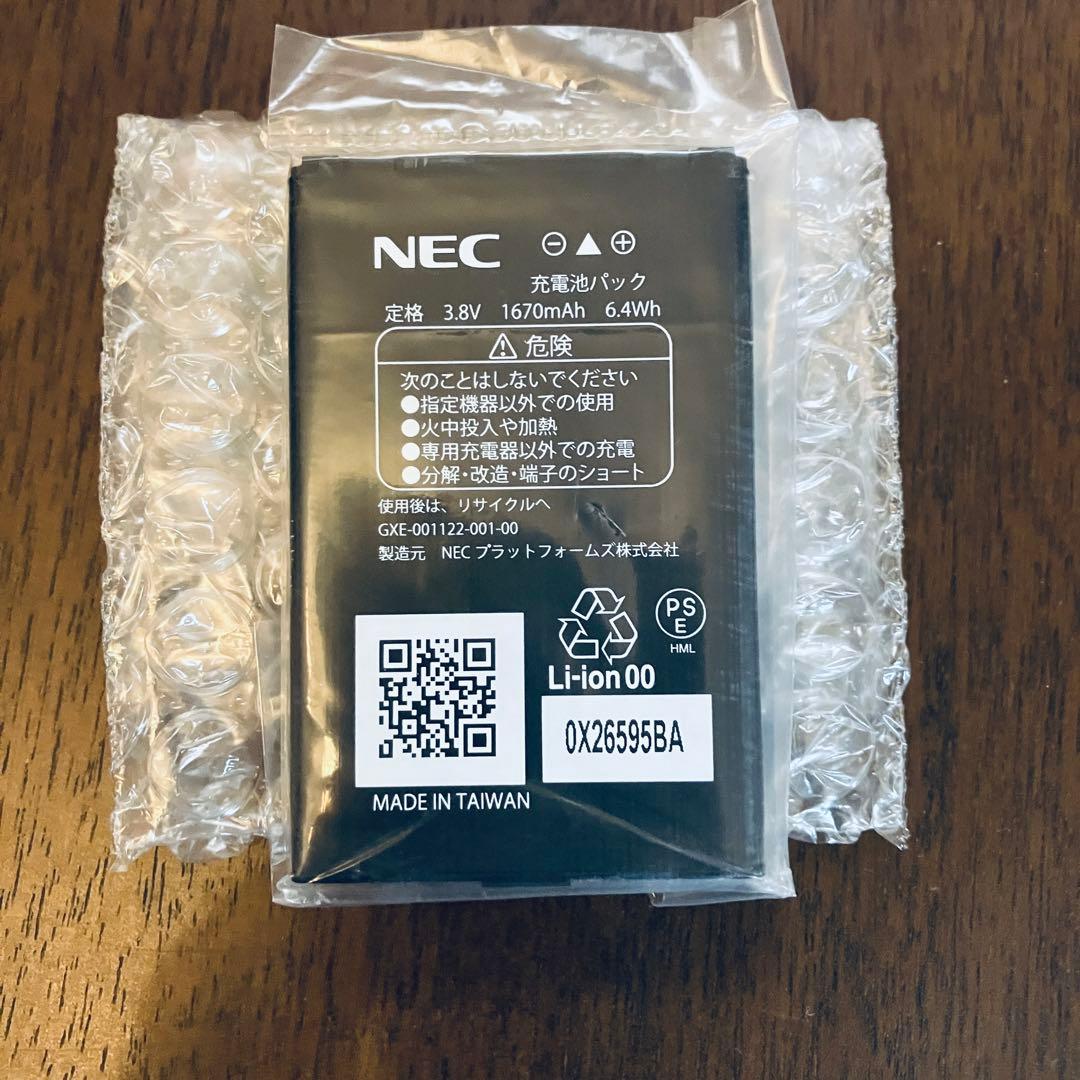 NEC ⊖▲⊕
充電池パック
定格 3.8V 1670mAh 6.4Wh
⚠危険
次のことはしないでください
●指定機器以外での使用
●火中投入や加熱
●専用充電器以外での充電
●分解・改造・端子のショート
使用後は、リサイクルへ
GXE-001122-001-00
製造元 NECプラットフォームズ株式会社
PS
E
HML
Li-ion 00
0X26595BA
MADE IN TAIWAN